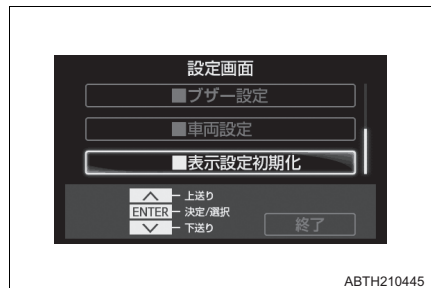 設定画面
■ブザー設定
■車両設定
■表示設定初期化
上送り
ENTER 決定/選択
下送り
終了
ABTH210445